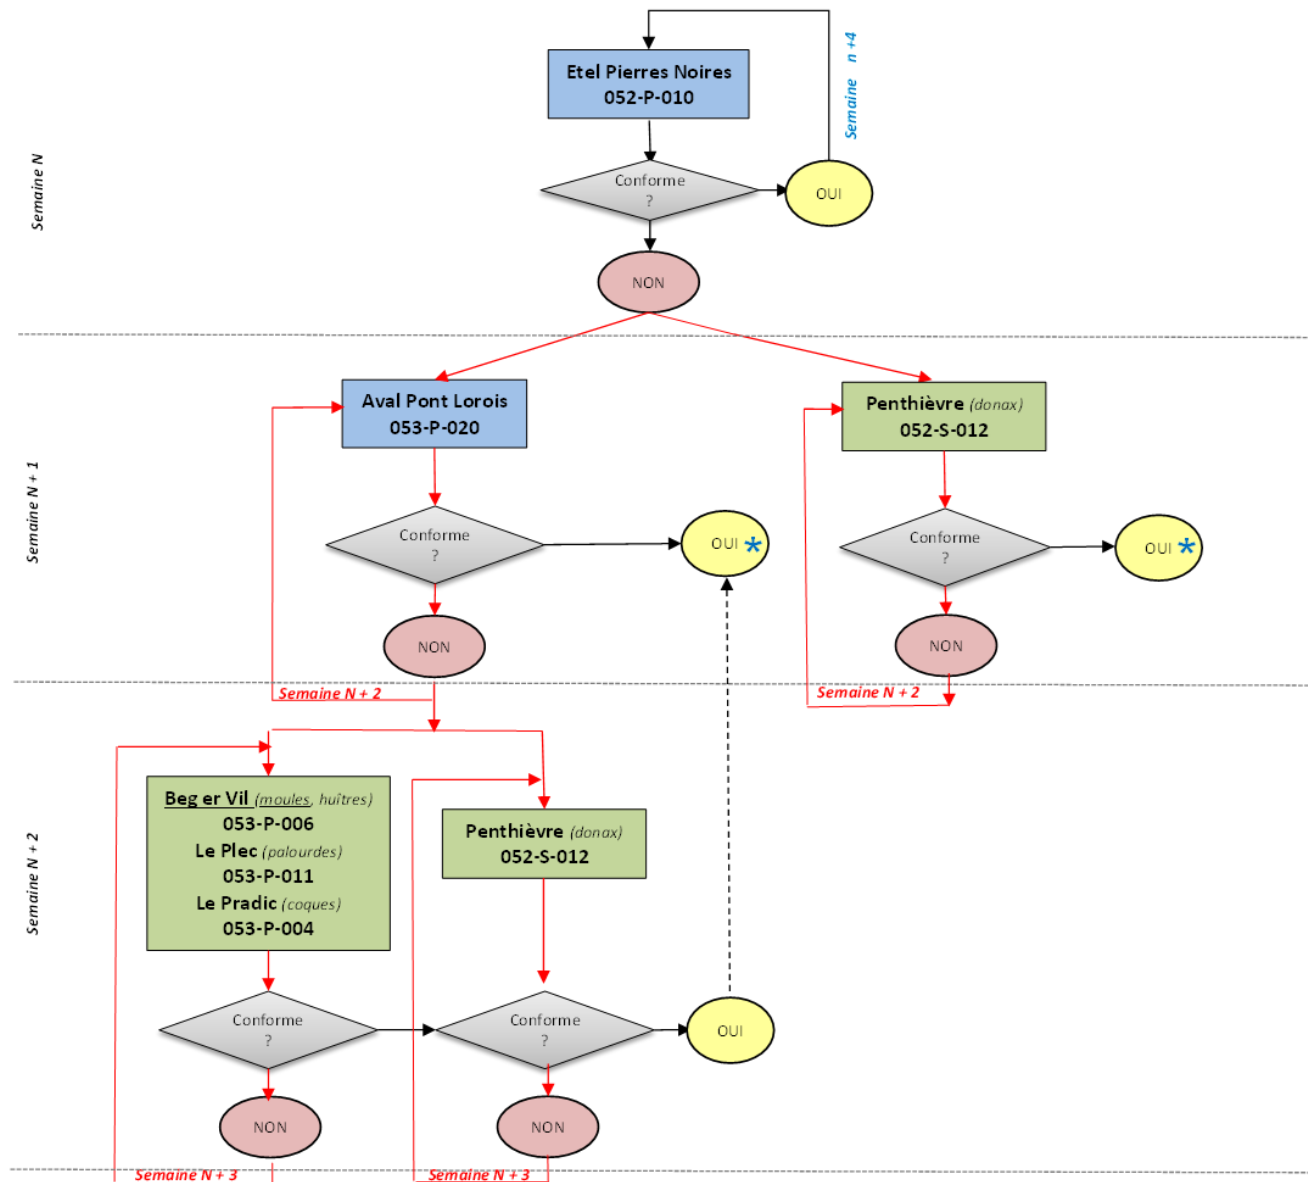 Semaine n +4
Etel Pierres Noires
052-P-010
Semaine N
Conforme
?
OUI
NON
Semaine N + 1
Aval Pont Lorois
053-P-020
Penthièvre (donax)
052-S-012
Conforme
?
OUI *
Conforme
?
OUI *
NON
NON
Semaine N + 2
Semaine N + 2
Semaine N + 2
Beg er Vil (moules, huîtres)
053-P-006
Le Plec (palourdes)
053-P-011
Le Pradic (coques)
053-P-004
Penthièvre (donax)
052-S-012
Conforme
?
Conforme
?
OUI
NON
NON
Semaine N + 3
Semaine N + 3